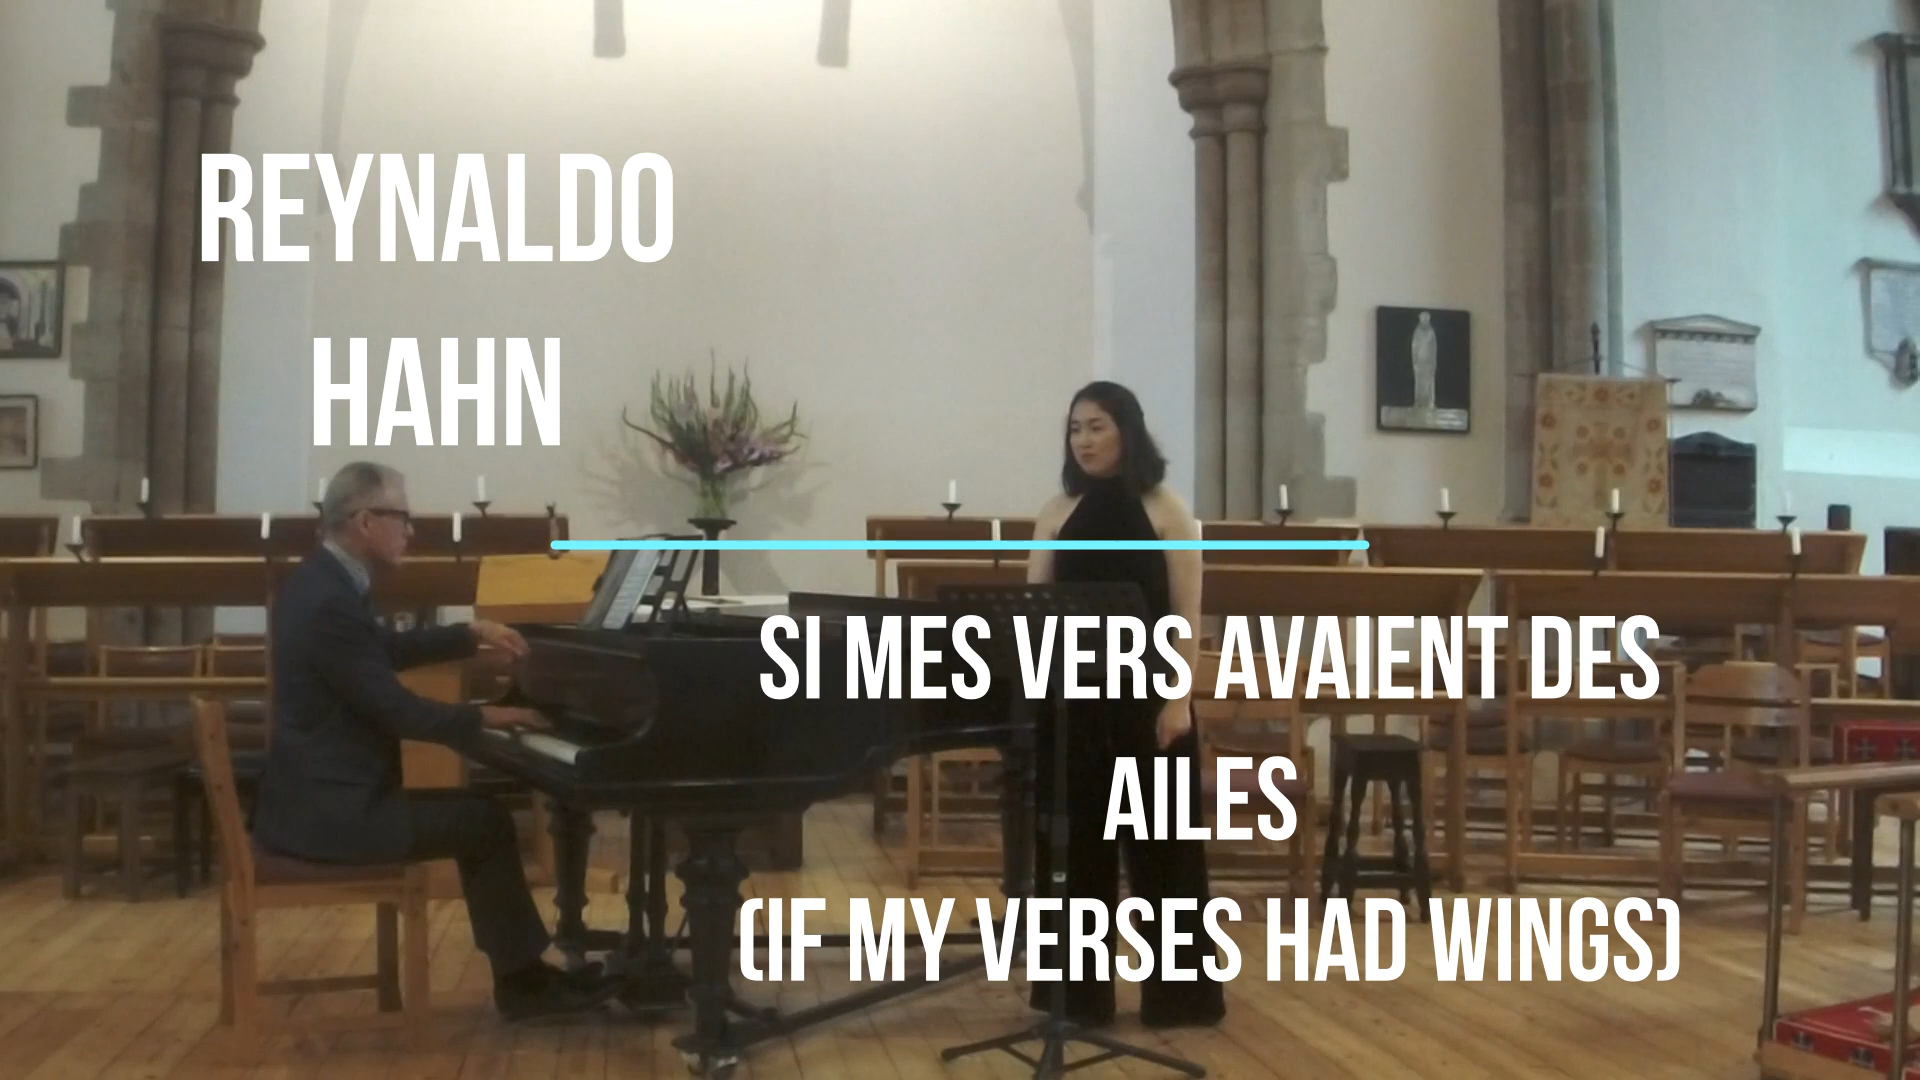 REYNALDO
HAHN
SI MES VERS AVAIENT DES
AILES
(IF MY VERSES HAD WINGS)